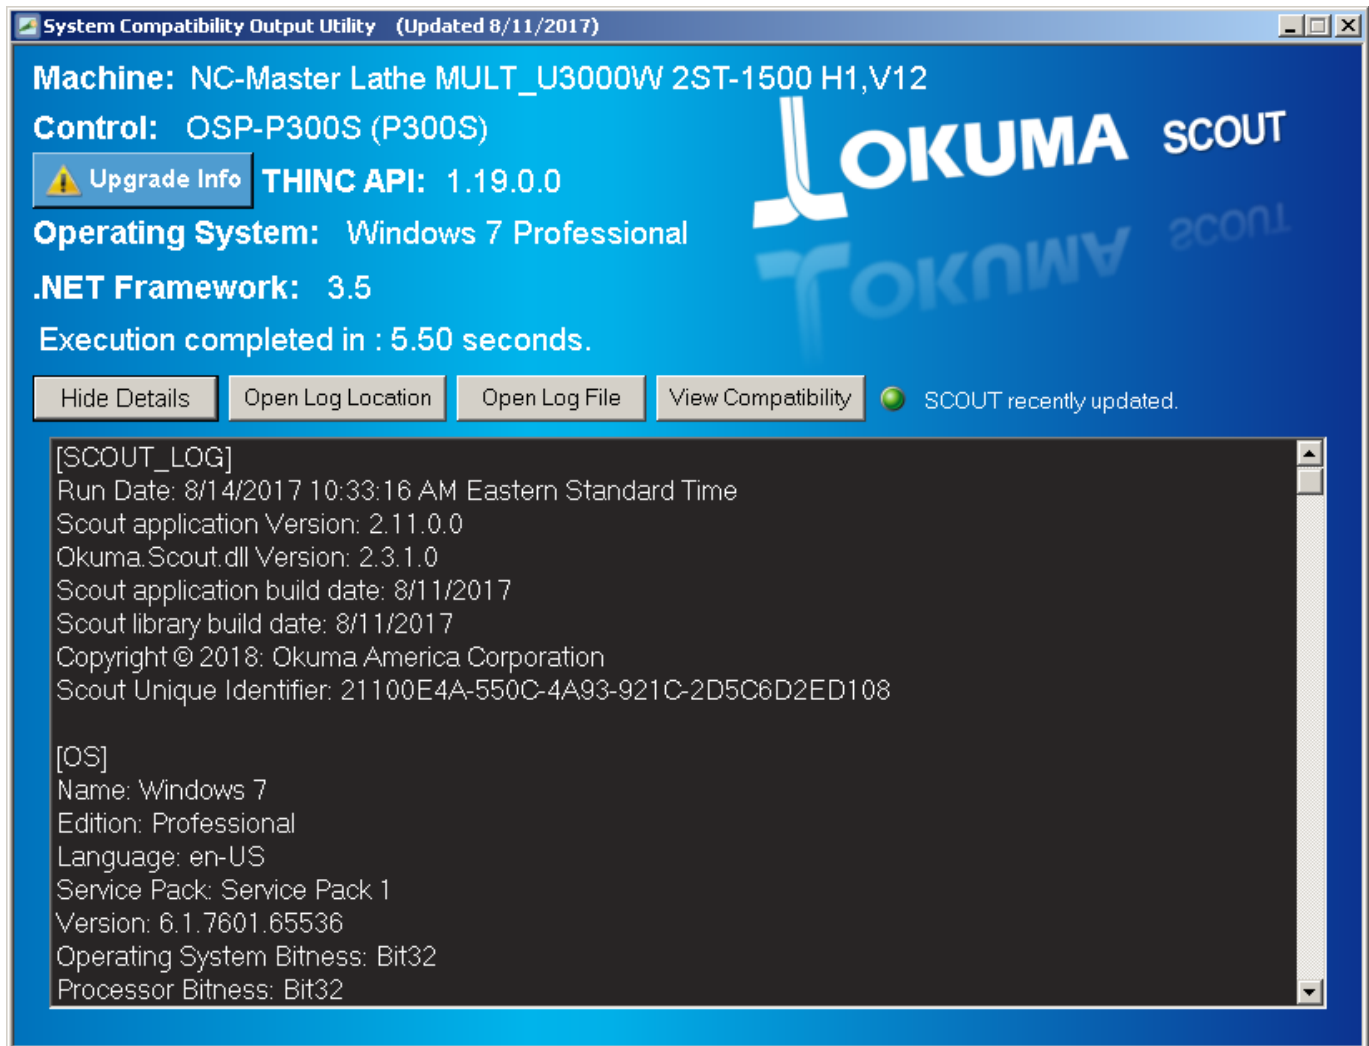 System Compatibility Output Utility (Updated 8/11/2017)
Machine: NC-Master Lathe MULT_U3000W 2ST-1500 H1,V12
Control: OSP-P300S (P300S)
OKUMA SCOUT
Upgrade Info THINC API: 1.19.0.0
Operating System: Windows 7 Professional
OKUMA SCOUT
.NET Framework: 3.5
Execution completed in : 5.50 seconds.
Hide Details Open Log Location Open Log File View Compatibility SCOUT recently updated.
[SCOUT_LOG]
Run Date: 8/14/2017 10:33:16 AM Eastern Standard Time
Scout application Version: 2.11.0.0
Okuma.Scout.dll Version: 2.3.1.0
Scout application build date: 8/11/2017
Scout library build date: 8/11/2017
Copyright © 2018: Okuma America Corporation
Scout Unique Identifier: 21100E4A-550C-4A93-921C-2D5C6D2ED108
[OS]
Name: Windows 7
Edition: Professional
Language: en-US
Service Pack: Service Pack 1
Version: 6.1.7601.65536
Operating System Bitness: Bit32
Processor Bitness: Bit32